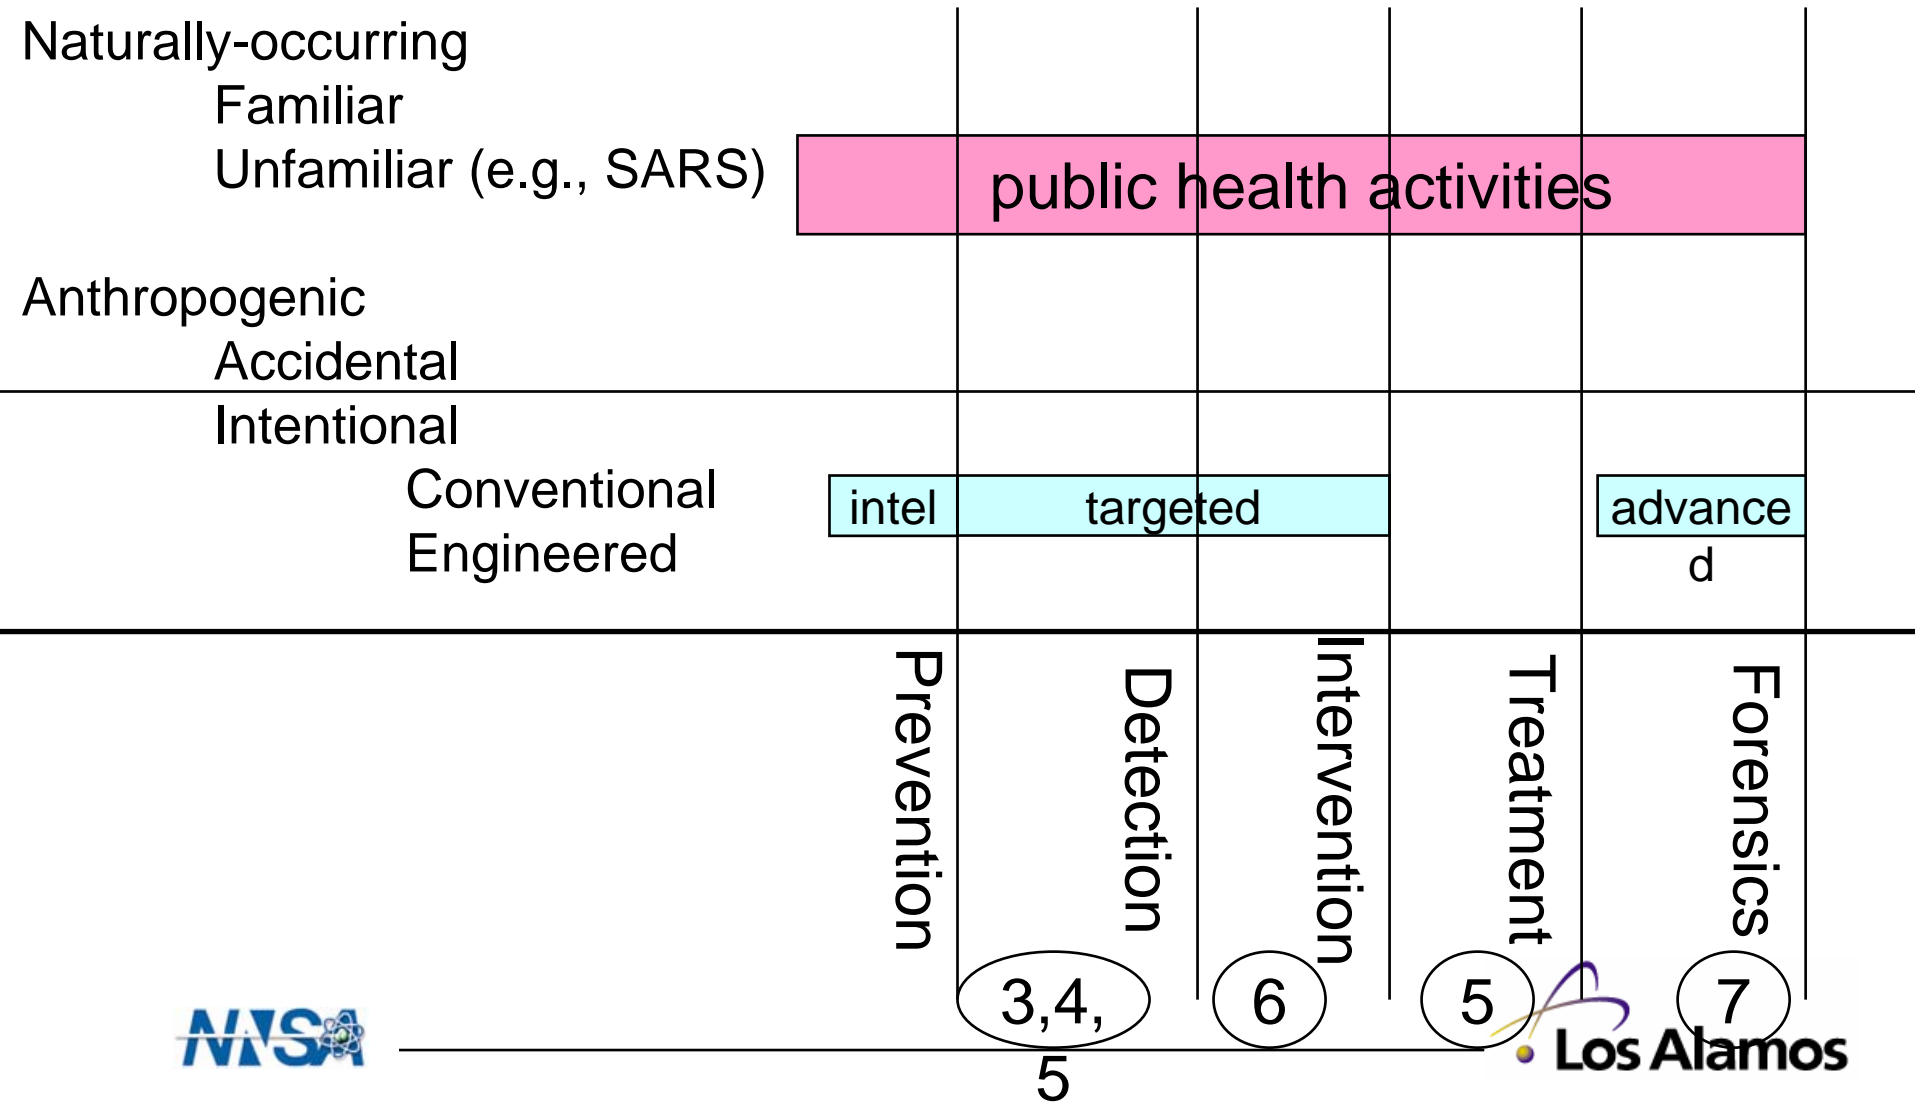 Naturally-occurring
Familiar
Unfamiliar (e.g., SARS)
public health activities
Anthropogenic
Accidental
Intentional
Conventional
Engineered
intel
targeted
advance
d
Prevention
Detection
Intervention
Treatment
Forensics
3,4,
5
6
5
7
NNSA
Los Alamos